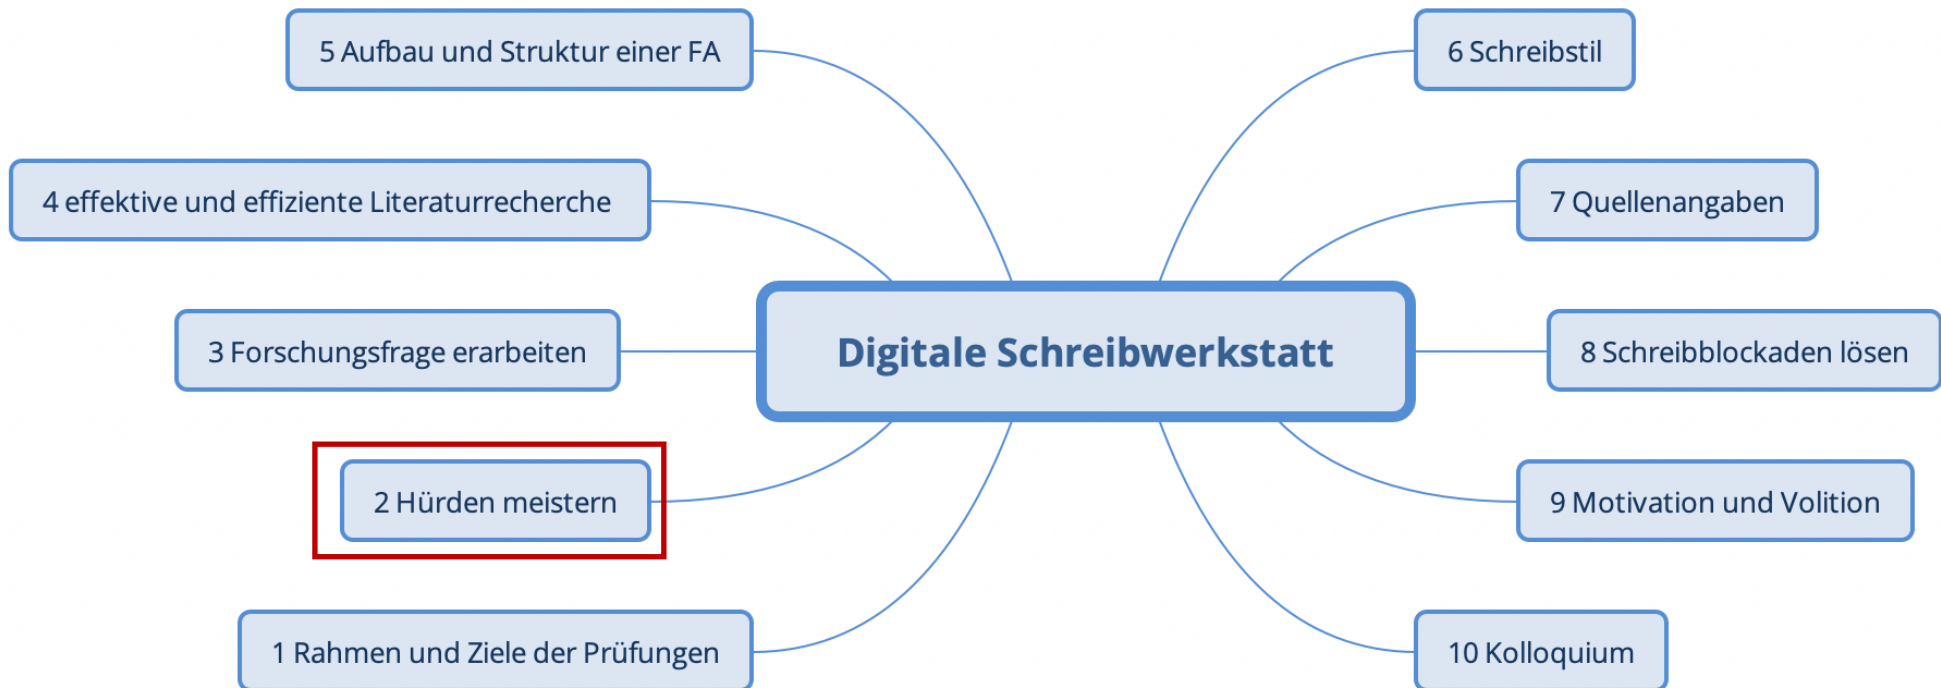 5 Aufbau und Struktur einer FA
6 Schreibstil
4 effektive und effiziente Literaturrecherche
7 Quellenangaben
3 Forschungsfrage erarbeiten
Digitale Schreibwerkstatt
8 Schreibblockaden lösen
2 Hürden meistern
9 Motivation und Volition
1 Rahmen und Ziele der Prüfungen
10 Kolloquium